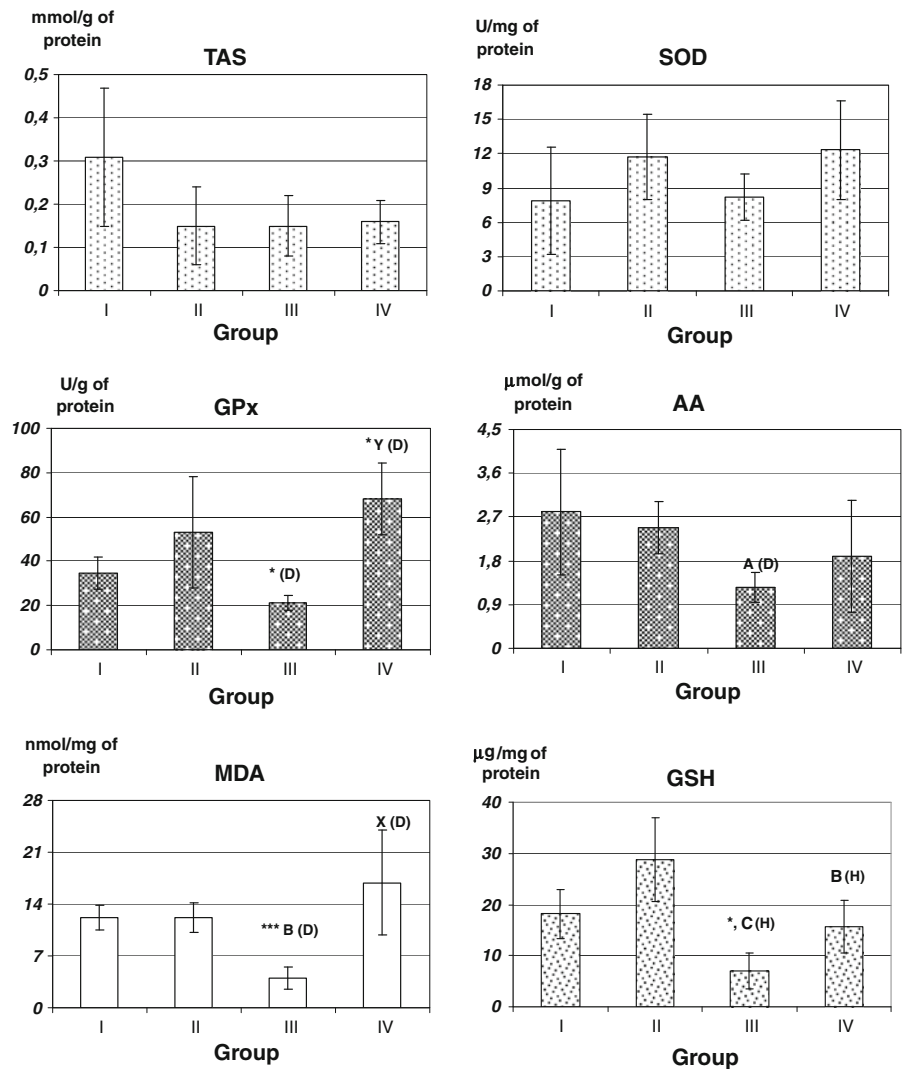 mmol/g of
protein
TAS
0,5
0,4
0,3
0,2
0,1
0
I II III IV
Group
U/mg of
protein
SOD
18
15
12
9
6
3
0
I II III IV
Group
U/g of
protein
GPx
100
80
60
40
20
0
* (D)
* Y (D)
I II III IV
Group
μmol/g of
protein
AA
4,5
3,6
2,7
1,8
0,9
0
A (D)
I II III IV
Group
nmol/mg of
protein
MDA
28
21
14
7
0
*** B (D)
X (D)
I II III IV
Group
μg/mg of
protein
GSH
40
30
20
10
0
*, C (H)
B (H)
I II III IV
Group